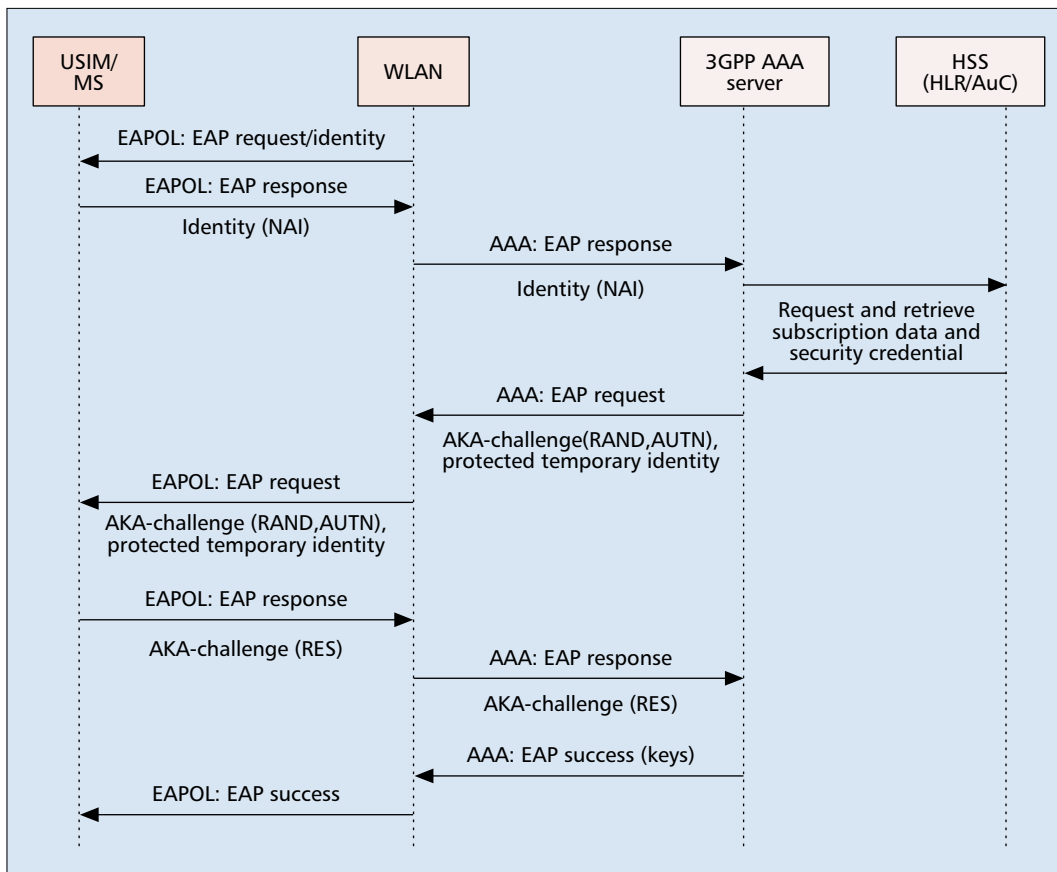 USIM/
MS
WLAN
3GPP AAA
server
HSS
(HLR/AuC)
EAPOL: EAP request/identity
EAPOL: EAP response
Identity (NAI)
AAA: EAP response
Identity (NAI)
Request and retrieve
subscription data and
security credential
AAA: EAP request
AKA-challenge(RAND,AUTN),
protected temporary identity
EAPOL: EAP request
AKA-challenge (RAND,AUTN),
protected temporary identity
EAPOL: EAP response
AKA-challenge (RES)
AAA: EAP response
AKA-challenge (RES)
AAA: EAP success (keys)
EAPOL: EAP success